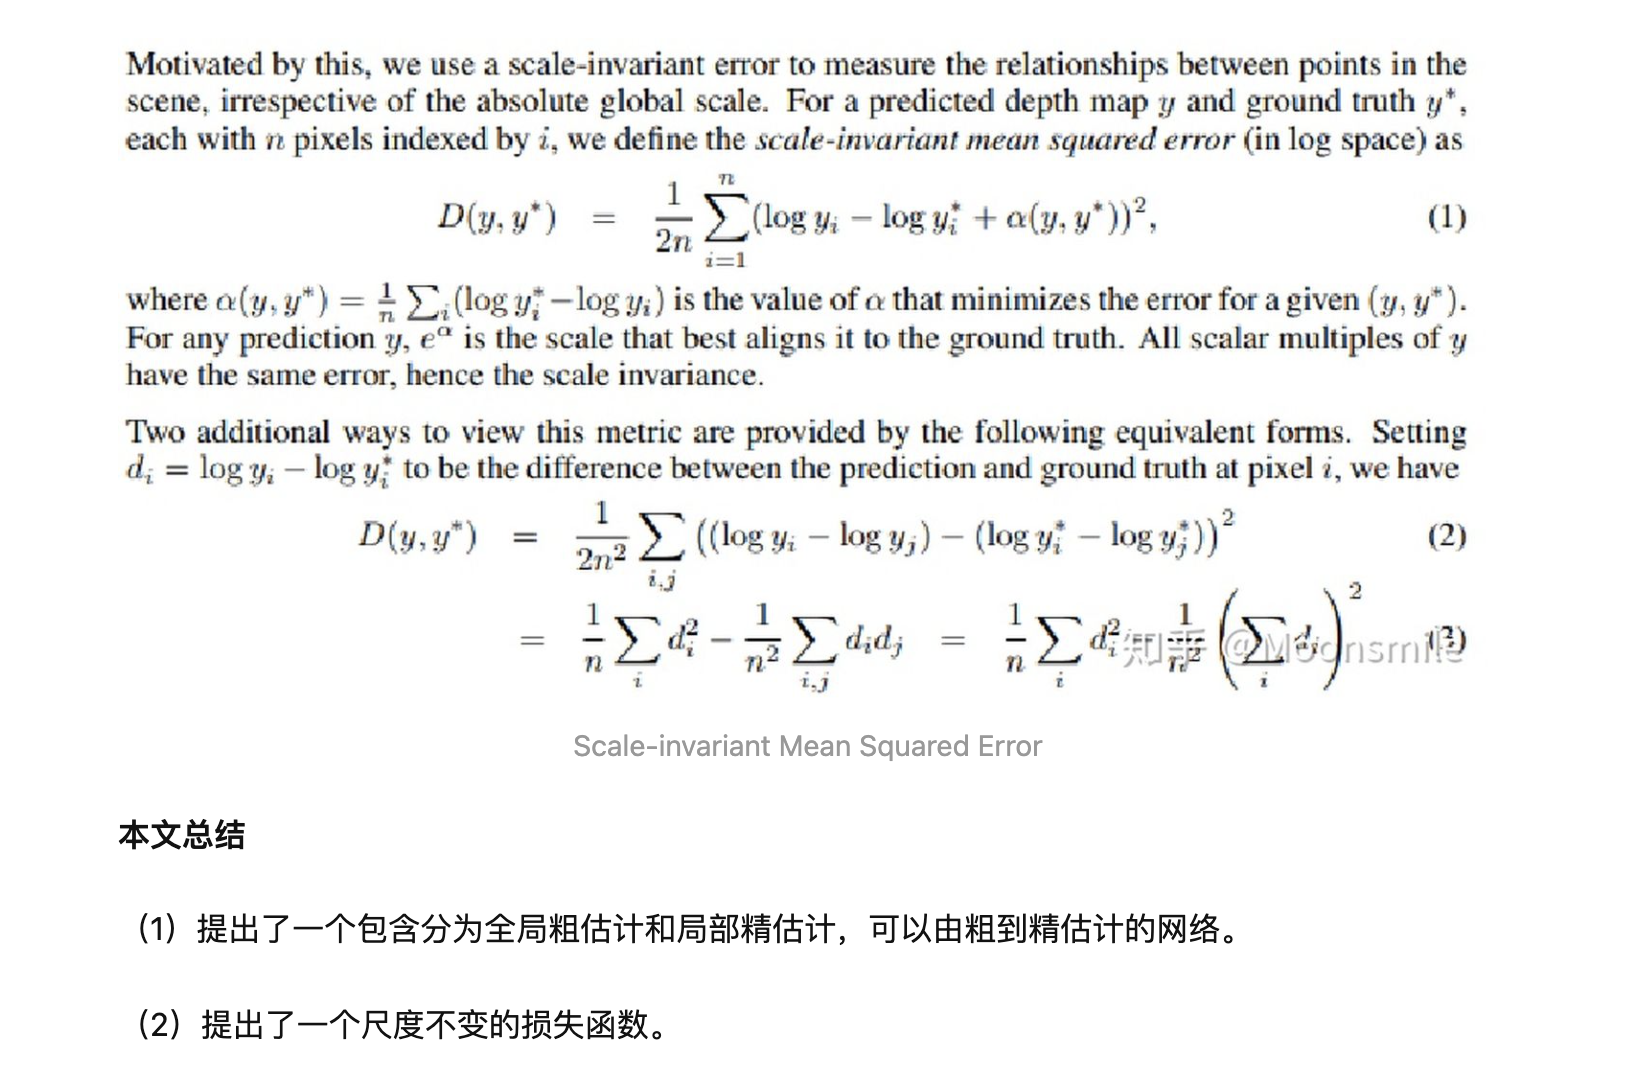 Motivated by this, we use a scale-invariant error to measure the relationships between points in the
scene, irrespective of the absolute global scale. For a predicted depth map y and ground truth y*,
each with n pixels indexed by i, we define the scale-invariant mean squared error (in log space) as
D(y, y*) = \frac{1}{2n} \sum_{i=1}^{n} (log y_i − log y_i^* + α(y, y*))^2, (1)
where α(y, y*) = \frac{1}{n} \sum_i (log y_i^* − log y_i) is the value of α that minimizes the error for a given (y, y*).
For any prediction y, e^α is the scale that best aligns it to the ground truth. All scalar multiples of y
have the same error, hence the scale invariance.
Two additional ways to view this metric are provided by the following equivalent forms. Setting
d_i = log y_i − log y_i^* to be the difference between the prediction and ground truth at pixel i, we have
D(y, y*) = \frac{1}{2n^2} \sum_{i,j} ((log y_i − log y_j) − (log y_i^* − log y_j^*))^2 (2)
= \frac{1}{n} \sum_i d_i^2 − \frac{1}{n^2} \sum_{i,j} d_i d_j = \frac{1}{n} \sum_i d_i^2 − \frac{1}{n^2} \left( \sum_i d_i \right)^2 (3)
知乎 @Moonsmile
Scale-invariant Mean Squared Error
本文总结
（1）提出了一个包含分为全局粗估计和局部精估计，可以由粗到精估计的网络。
（2）提出了一个尺度不变的损失函数。